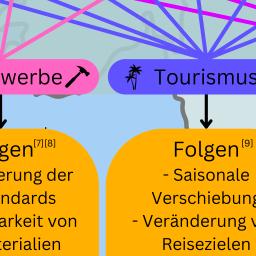 werbe
Tourismus
gen[7][8]
erung der
ndards
arkeit von
terialien
Folgen[9]
- Saisonale
Verschiebung
- Veränderung v
Reisezielen